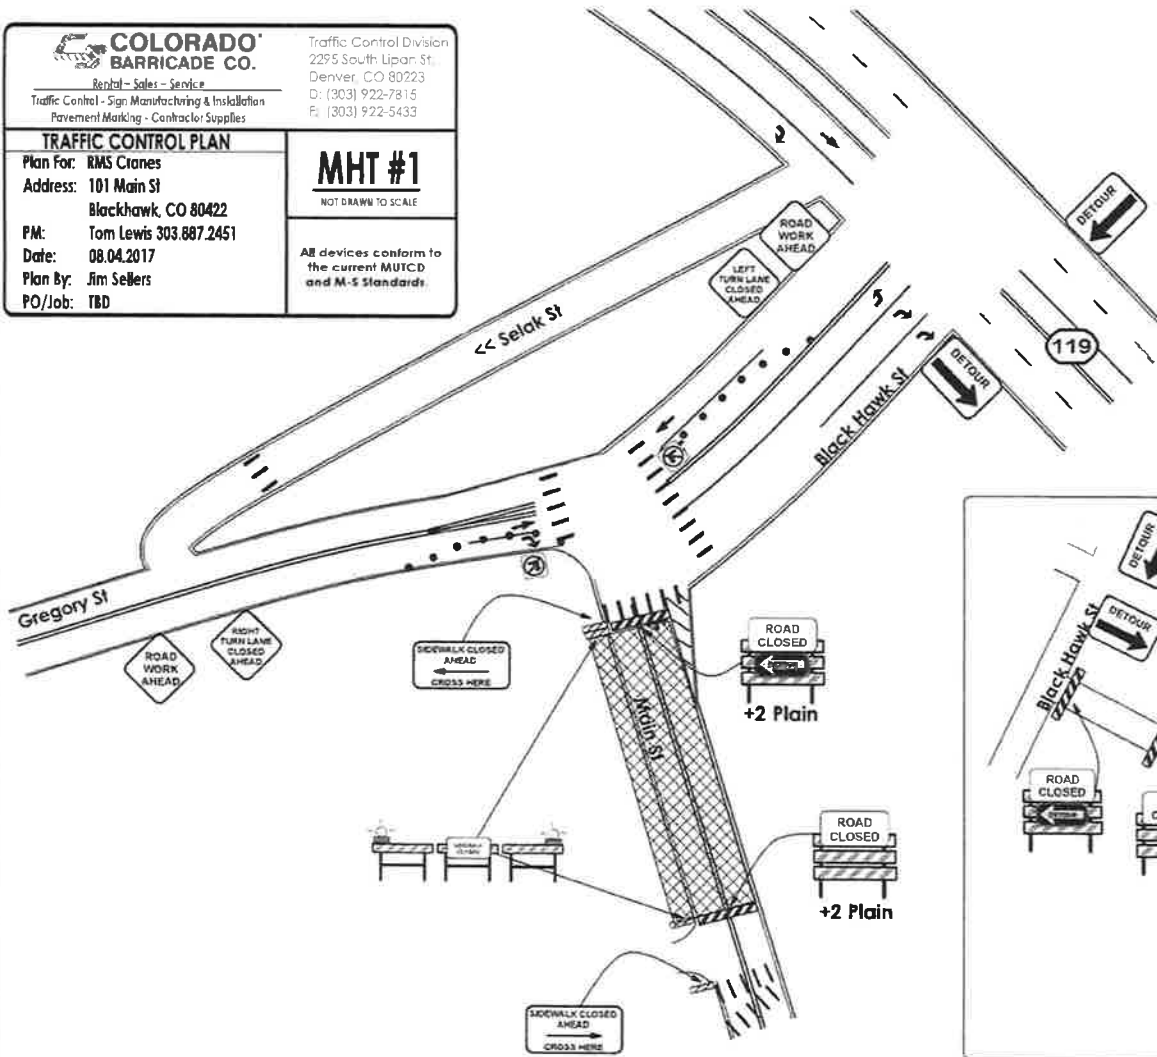 COLORADO
BARRICADE CO.
Rental - Sales - Service
Traffic Control - Sign Manufacturing & Installation
Pavement Marking - Contractor Supplies
Traffic Control Division
2295 South Lipan St.
Denver, CO 80223
D: (303) 922-7815
F: (303) 922-5433
TRAFFIC CONTROL PLAN
Plan For: RMS Cranes
Address: 101 Main St
Blackhawk, CO 80422
PM: Tom Lewis 303.887.2451
Date: 08.04.2017
Plan By: Jim Sellers
PO/Job: TBD
MHT #1
NOT DRAWN TO SCALE
All devices conform to
the current MUTCD
and M-S Standards.
DETOUR
ROAD
WORK
AHEAD
LEFT
TURN LANE
CLOSED
AHEAD
<< Selak St
119
DETOUR
Black Hawk St
Gregory St
ROAD
WORK
AHEAD
RIGHT
TURN LANE
CLOSED
AHEAD
SIDEWALK CLOSED
AHEAD
CROSS HERE
ROAD
CLOSED
DETOUR
+2 Plain
Main St
ROAD
CLOSED
+2 Plain
SIDEWALK CLOSED
AHEAD
CROSS HERE
DETOUR
DETOUR
Black Hawk St
ROAD
CLOSED
DETOUR